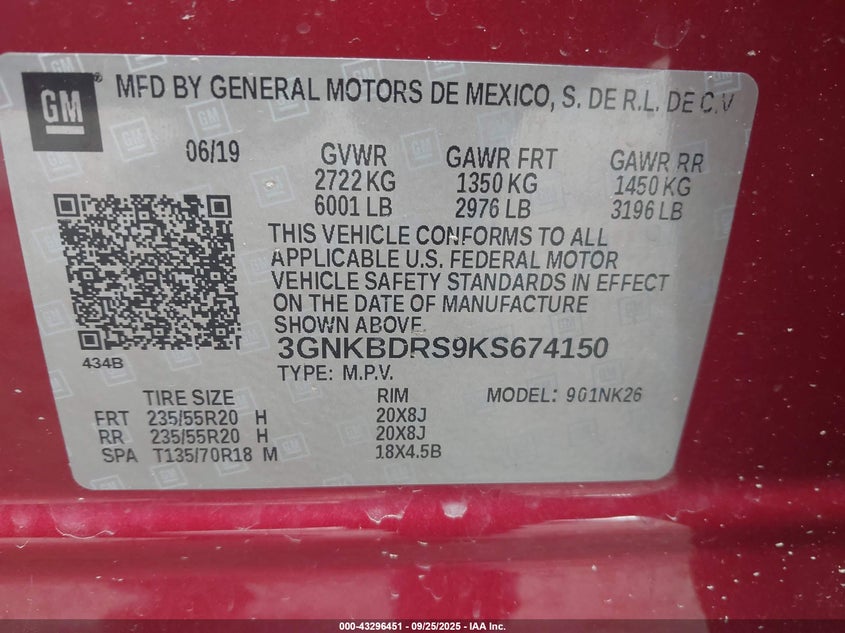 GM ® MFD BY GENERAL MOTORS DE MEXICO, S. DE R.L. DE C.V
06/19 GVWR GAWR FRT GAWR RR
2722 KG 1350 KG 1450 KG
6001 LB 2976 LB 3196 LB
THIS VEHICLE CONFORMS TO ALL
APPLICABLE U.S. FEDERAL MOTOR
VEHICLE SAFETY STANDARDS IN EFFECT
ON THE DATE OF MANUFACTURE
SHOWN ABOVE
434B 3GNKBDRS9KS674150
TYPE: M.P.V.
TIRE SIZE RIM MODEL: 901NK26
FRT 235/55R20 H 20X8J
RR 235/55R20 H 20X8J
SPA T135/70R18 M 18X4.5B
000-43296451 - 09/25/2025 - IAA Inc.